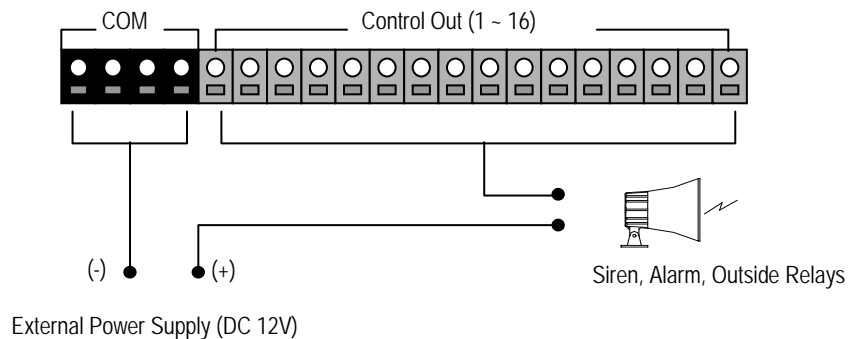 COM
Control Out (1 ~ 16)
(-)
(+)
Siren, Alarm, Outside Relays
External Power Supply (DC 12V)